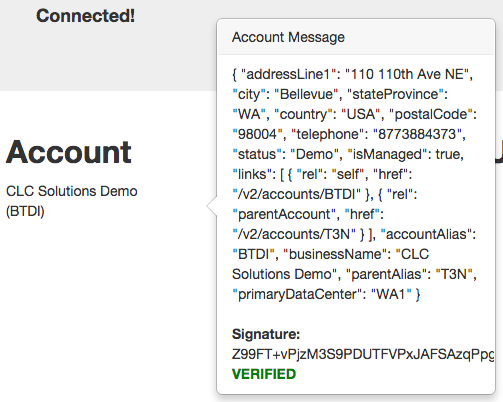 Connected!
Account
CLC Solutions Demo
(BTDI)
Account Message
{ "addressLine1": "110 110th Ave NE",
"city": "Bellevue", "stateProvince":
"WA", "country": "USA", "postalCode":
"98004", "telephone": "8773884373",
"status": "Demo", "isManaged": true,
"links": [ { "rel": "self", "href":
"/v2/accounts/BTDI" }, { "rel":
"parentAccount", "href":
"/v2/accounts/T3N" } ], "accountAlias":
"BTDI", "businessName": "CLC
Solutions Demo", "parentAlias": "T3N",
"primaryDataCenter": "WA1" }
Signature:
Z99FT+vPjzM3S9PDUTFVPxJAFSAzqPpg
VERIFIED